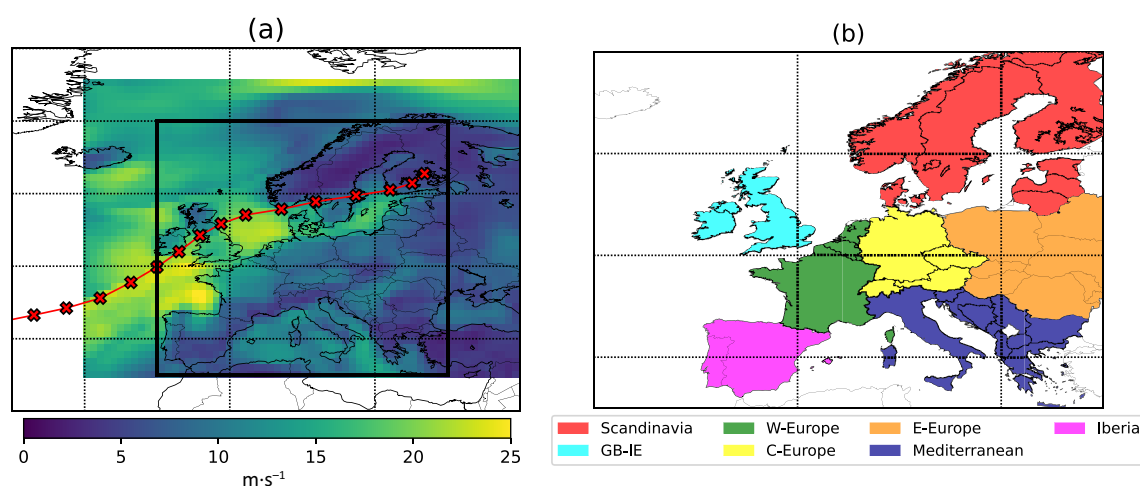 (a)
0 5 10 15 20 25
m·s⁻¹
(b)
Scandinavia W-Europe E-Europe Iberia
GB-IE C-Europe Mediterranean